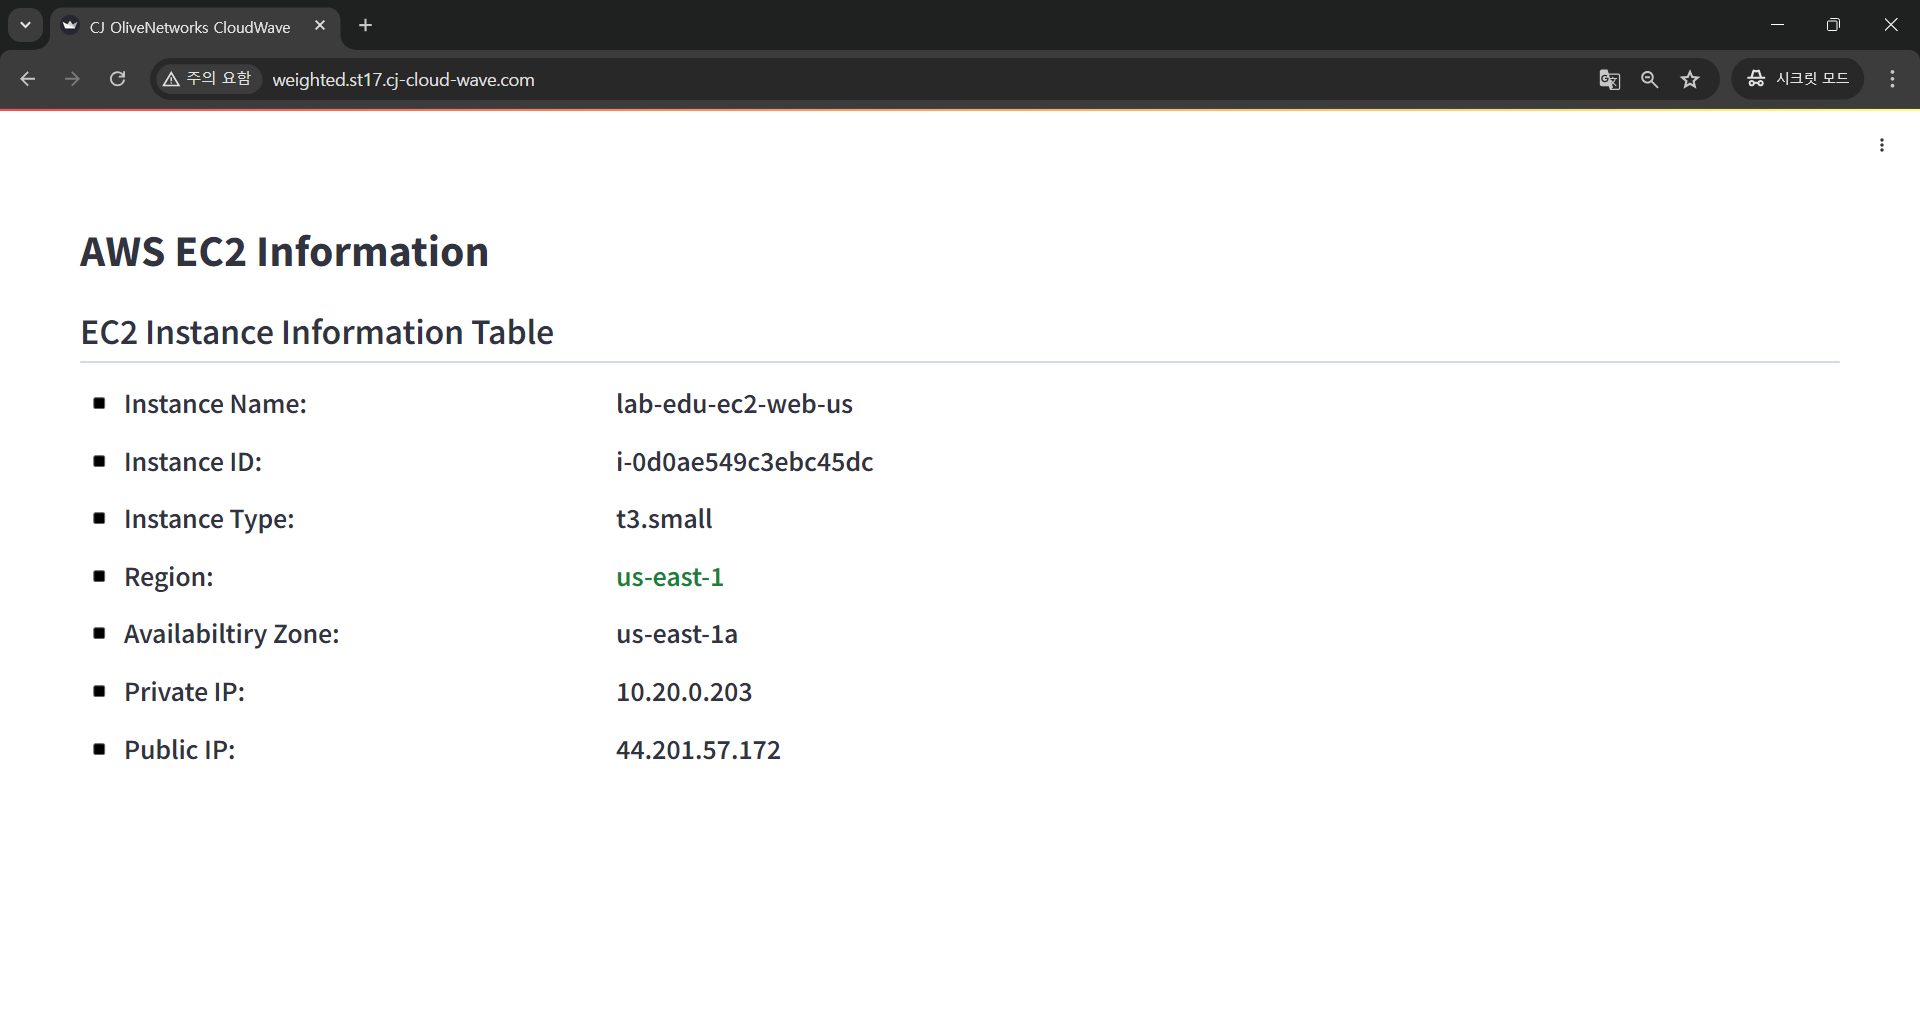 CJ OliveNetworks CloudWave
주의 요함 weighted.st17.cj-cloud-wave.com 시크릿 모드
AWS EC2 Information
EC2 Instance Information Table
Instance Name: lab-edu-ec2-web-us
Instance ID: i-0d0ae549c3ebc45dc
Instance Type: t3.small
Region: us-east-1
Availabiltiry Zone: us-east-1a
Private IP: 10.20.0.203
Public IP: 44.201.57.172